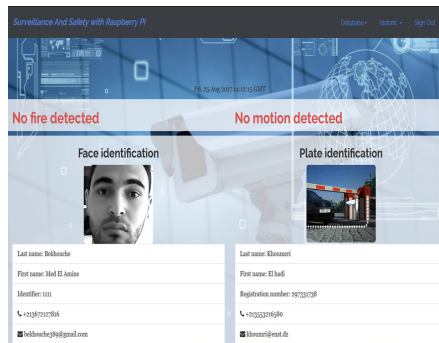 Surveillance And Safety with Raspberry Pi
Database
historic
Sign Out
Fri, 25 Aug 2017 14:12:15 GMT
No fire detected
No motion detected
Face identification
Plate identification
Last name: Bekhouche
Last name: Khoumeri
First name: Med El Amine
First name: El hadi
Identifier: 1111
Registration number: 297331738
+213672127816
+213553216580
bekhouche389@gmail.com
khoumri@enst.dz